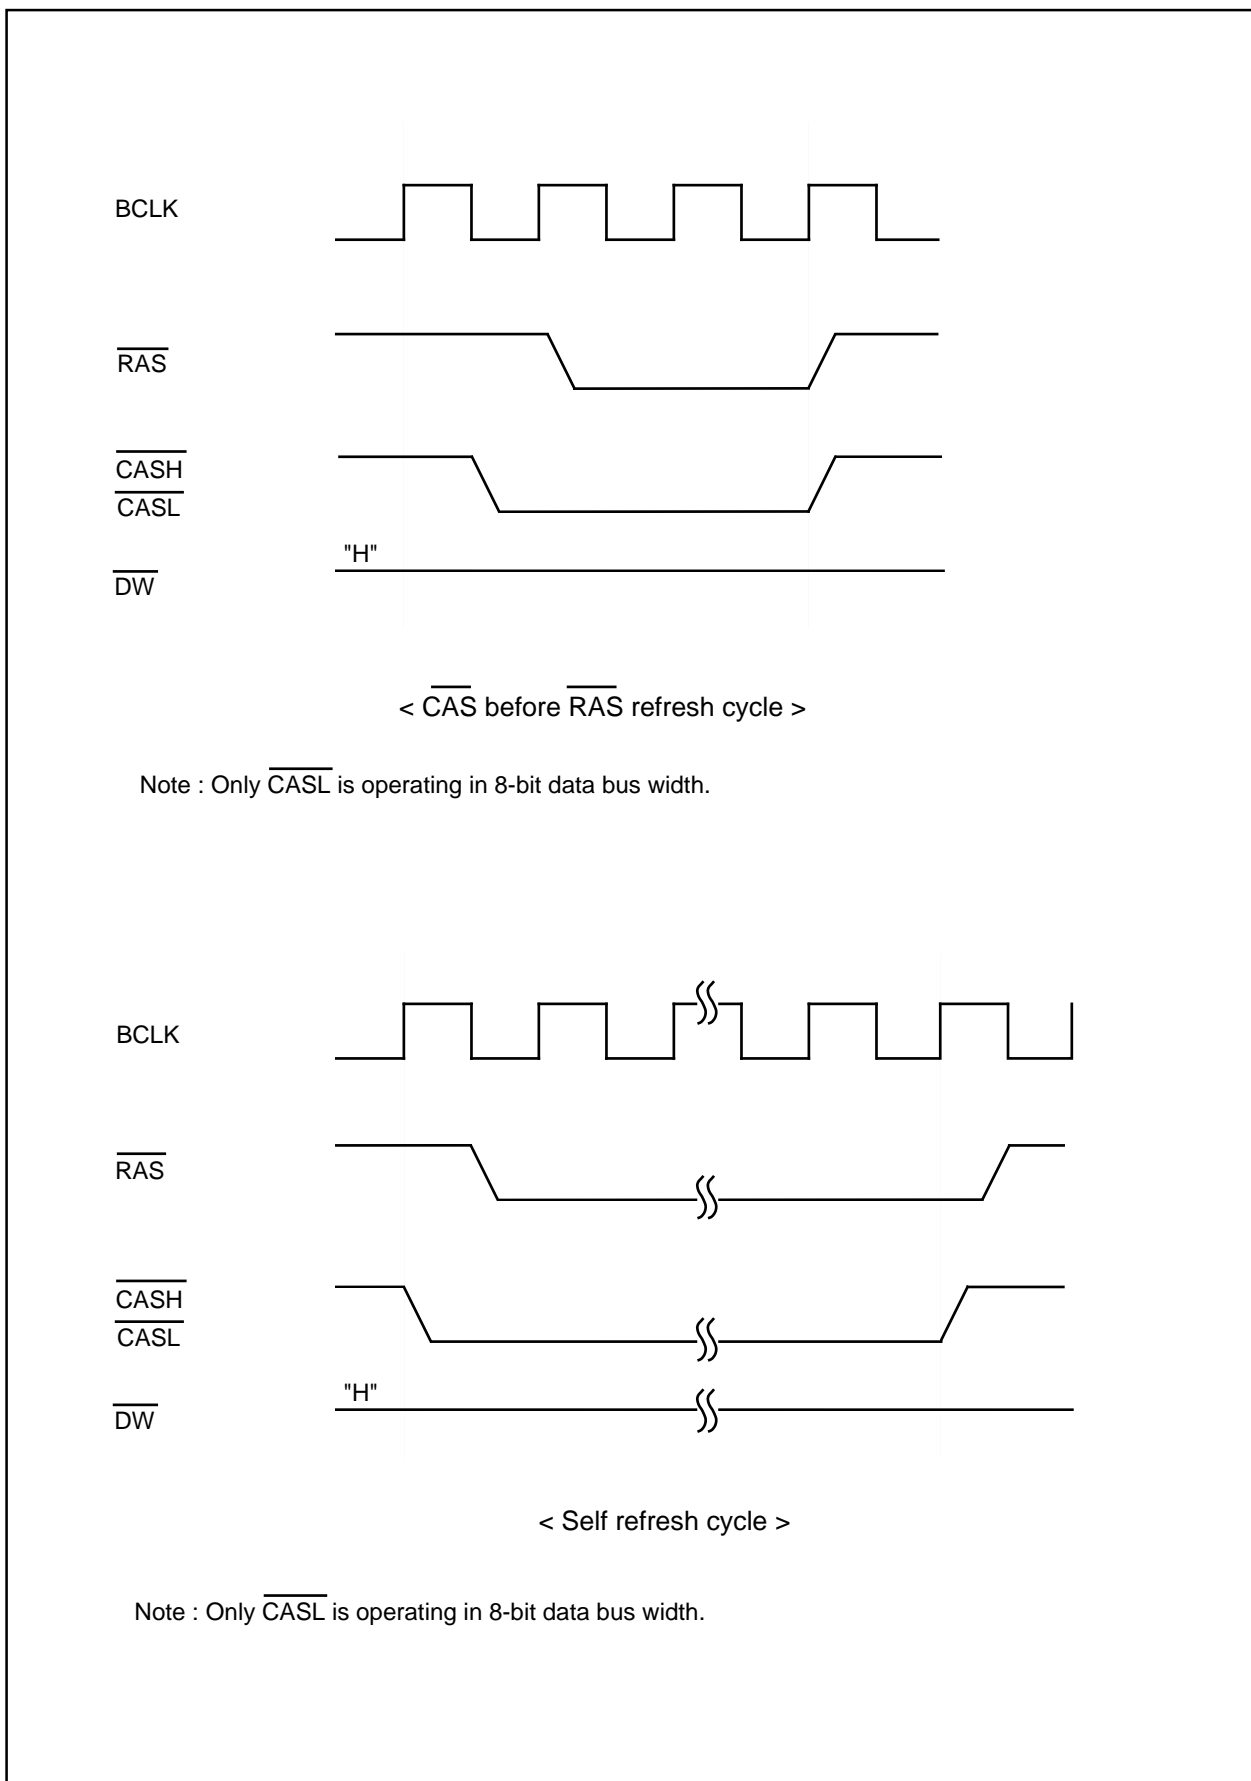 BCLK
RAS
CASH
CASL
"H"
DW
< CAS before RAS refresh cycle >
Note : Only CASL is operating in 8-bit data bus width.
BCLK
RAS
CASH
CASL
"H"
DW
< Self refresh cycle >
Note : Only CASL is operating in 8-bit data bus width.